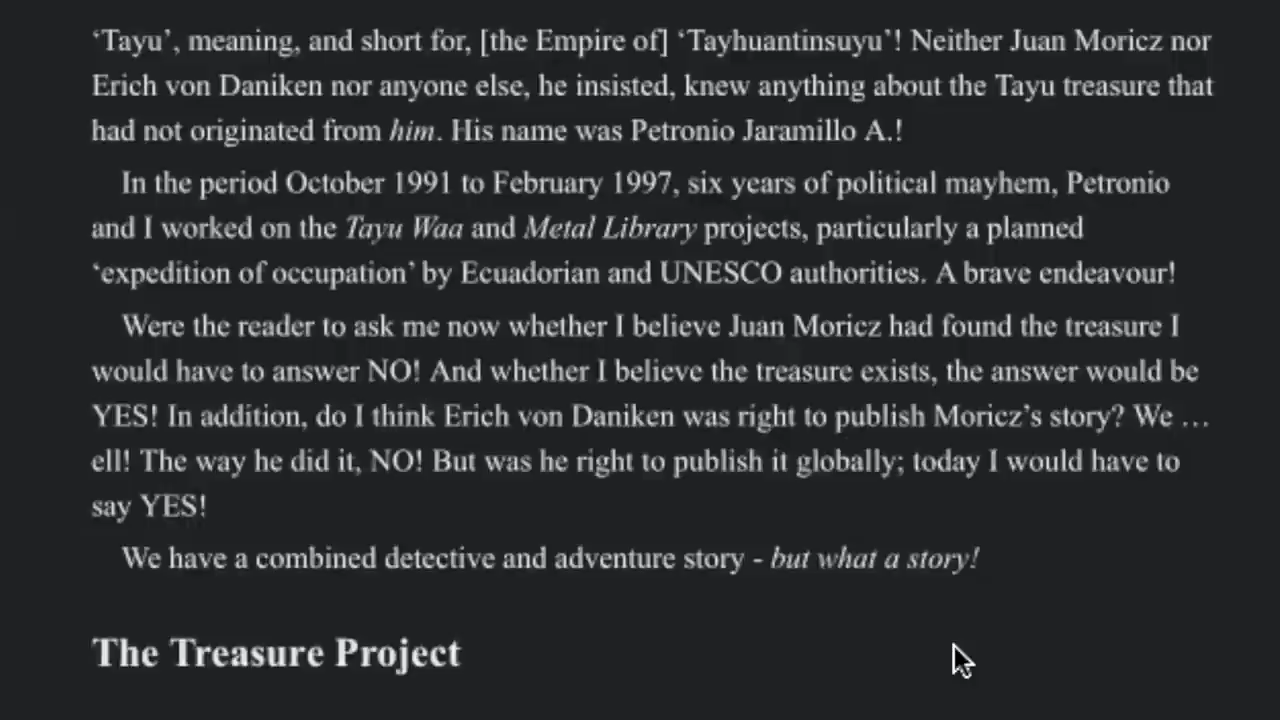 ‘Tayu’, meaning, and short for, [the Empire of] ‘Tayhuantinsuyu’! Neither Juan Moricz nor
Erich von Daniken nor anyone else, he insisted, knew anything about the Tayu treasure that
had not originated from him. His name was Petronio Jaramillo A.!
In the period October 1991 to February 1997, six years of political mayhem, Petronio
and I worked on the Tayu Waa and Metal Library projects, particularly a planned
‘expedition of occupation’ by Ecuadorian and UNESCO authorities. A brave endeavour!
Were the reader to ask me now whether I believe Juan Moricz had found the treasure I
would have to answer NO! And whether I believe the treasure exists, the answer would be
YES! In addition, do I think Erich von Daniken was right to publish Moricz’s story? We …
ell! The way he did it, NO! But was he right to publish it globally; today I would have to
say YES!
We have a combined detective and adventure story - but what a story!
The Treasure Project